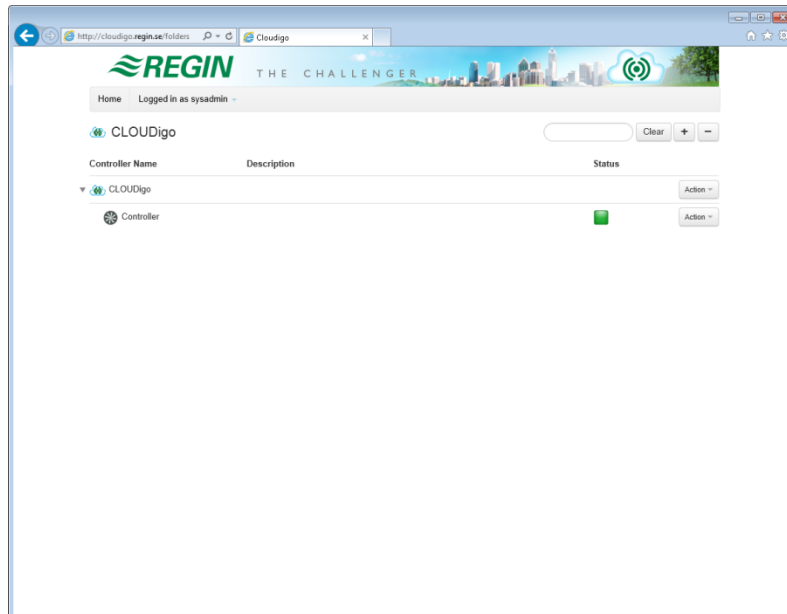 http://cloudigo.regin.se/folders
Cloudigo
REGIN THE CHALLENGER
Home Logged in as sysadmin
CLOUDigo
Clear + −
Controller Name Description Status
CLOUDigo Action
Controller Action